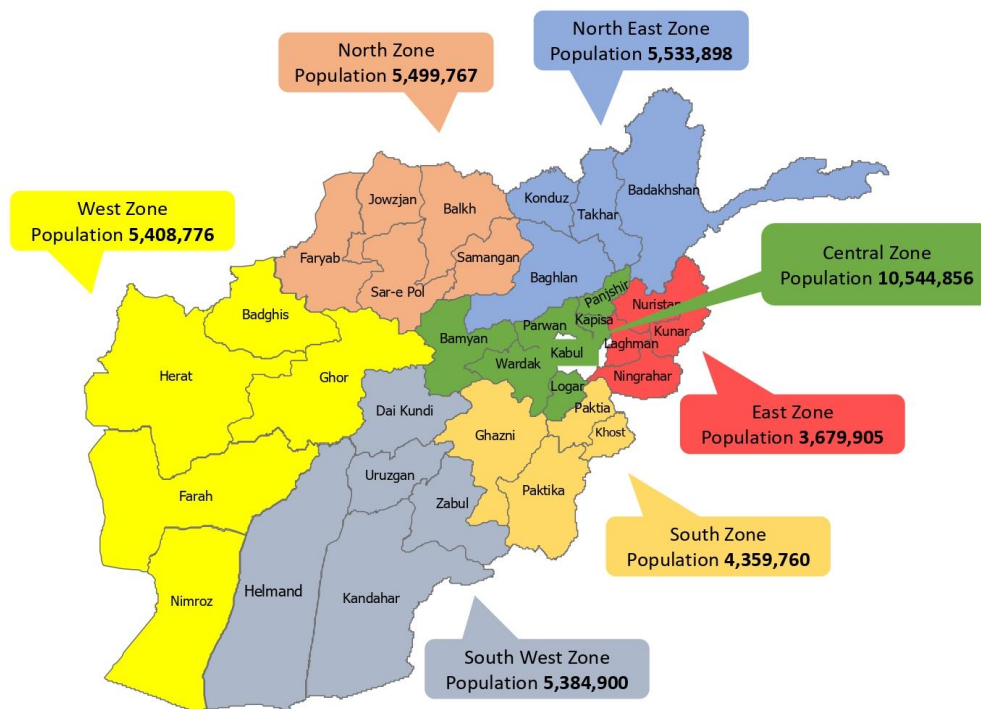 North Zone
Population 5,499,767
North East Zone
Population 5,533,898
West Zone
Population 5,408,776
Central Zone
Population 10,544,856
East Zone
Population 3,679,905
South Zone
Population 4,359,760
South West Zone
Population 5,384,900
Jowzjan
Balkh
Faryab
Samangan
Sar-e Pol
Konduz
Takhar
Badakhshan
Baghlan
Badghis
Herat
Ghor
Farah
Nimroz
Panjshir
Parwan
Kapisa
Bamyan
Kabul
Wardak
Logar
Nuristan
Kunar
Laghman
Ningrahar
Paktia
Khost
Ghazni
Paktika
Dai Kundi
Uruzgan
Zabul
Helmand
Kandahar